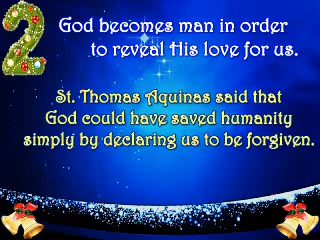 2.
God becomes man in order
to reveal His love for us.
St. Thomas Aquinas said that
God could have saved humanity
simply by declaring us to be forgiven.